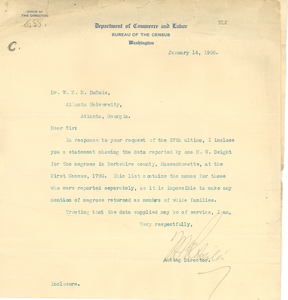 OFFICE OF
THE DIRECTOR
Department of Commerce and Labor
BUREAU OF THE CENSUS
Washington
C.
January 14, 1906.
Dr. W. E. B. DuBois,
Atlanta University,
Atlanta, Georgia.
Dear Sir:
In response to your request of the 27th ultimo, I inclose
you a statement showing the data reported by one M. W. Dwight
for the negroes in Berkshire county, Massachusetts, at the
First Census, 1790. This list contains the names for those
who were reported separately, as it is impossible to make any
mention of negroes returned as members of white families.
Trusting that the data supplied may be of service, I am,
Very respectfully,
Acting Director.
Inclosure.